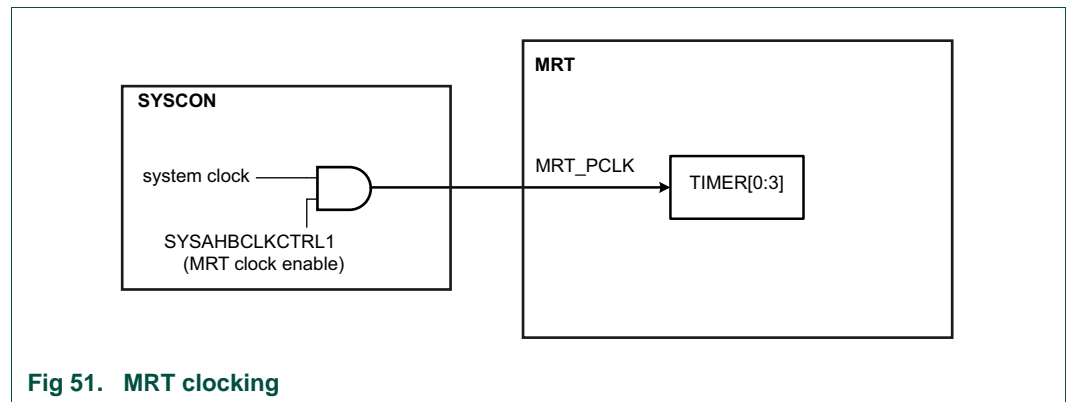 MRT
SYSCON
system clock
MRT_PCLK
TIMER[0:3]
SYSAHBCLKCTRL1
(MRT clock enable)
Fig 51. MRT clocking